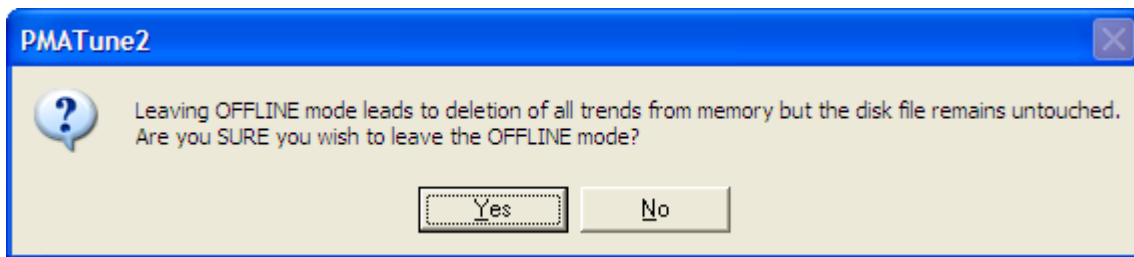 PMATune2
Leaving OFFLINE mode leads to deletion of all trends from memory but the disk file remains untouched.
Are you SURE you wish to leave the OFFLINE mode?
Yes No